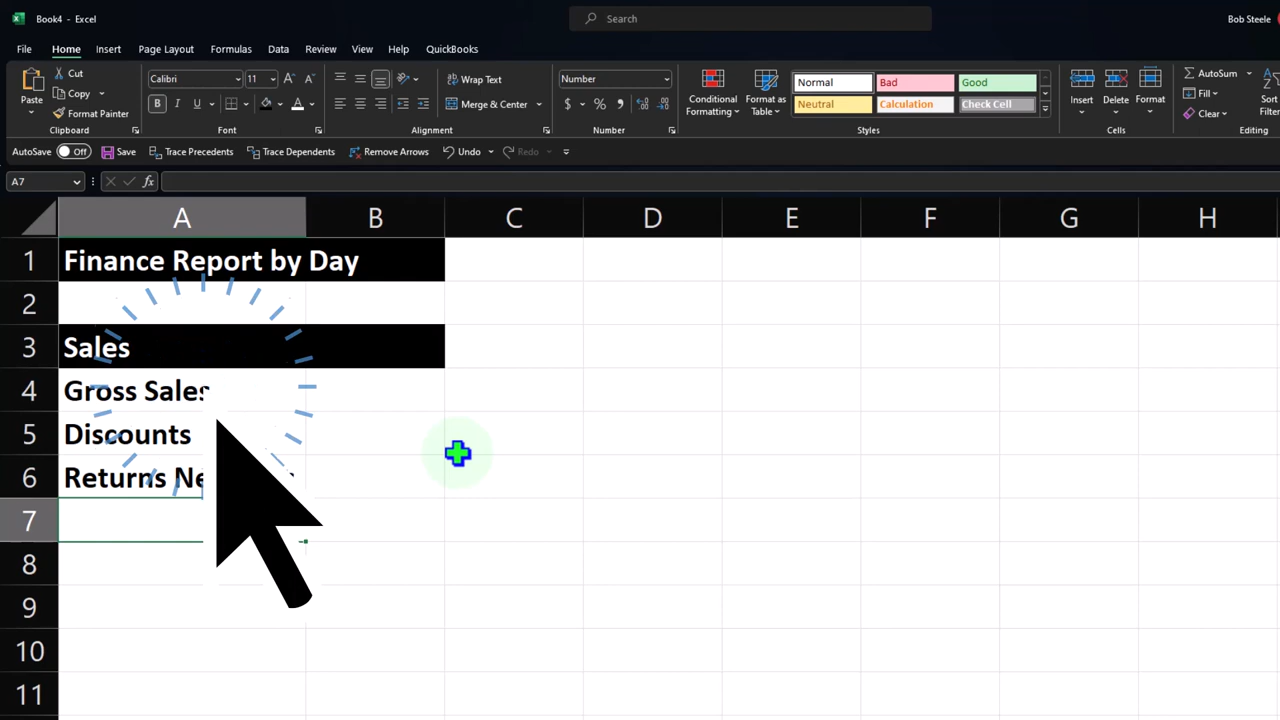 Book4 - Excel
Search
Bob Steele
File Home Insert Page Layout Formulas Data Review View Help QuickBooks
Paste
Cut
Copy
Format Painter
Clipboard
Calibri 11
B I U
Font
Wrap Text
Merge & Center
Alignment
Number
$ % ,
Number
Conditional Formatting
Format as Table
Normal Bad Good
Neutral Calculation Check Cell
Styles
Insert Delete Format
Cells
AutoSum
Fill
Clear
Editing
AutoSave Off Save Trace Precedents Trace Dependents Remove Arrows Undo Redo
A7 fx
A B C D E F G H
1 Finance Report by Day
2
3 Sales
4 Gross Sales
5 Discounts
6 Returns
7
8
9
10
11